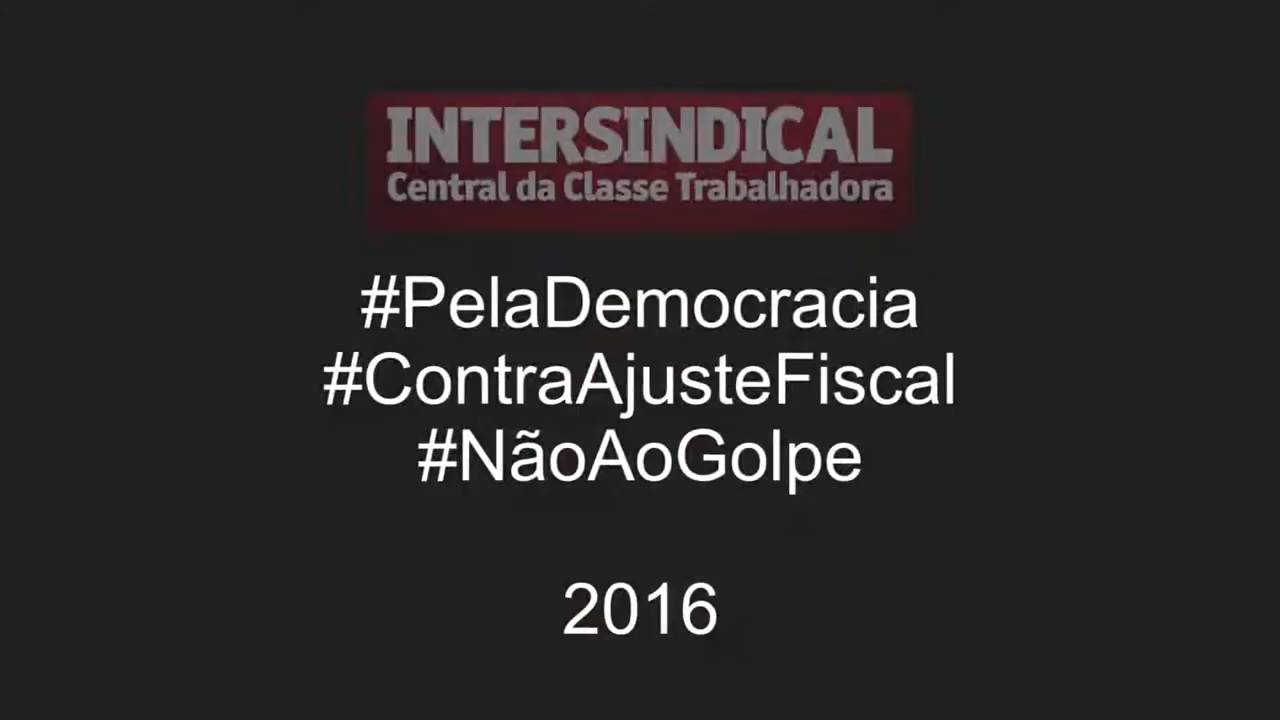 INTERSINDICAL
Central da Classe Trabalhadora
#PelaDemocracia
#ContraAjusteFiscal
#NãoAoGolpe
2016